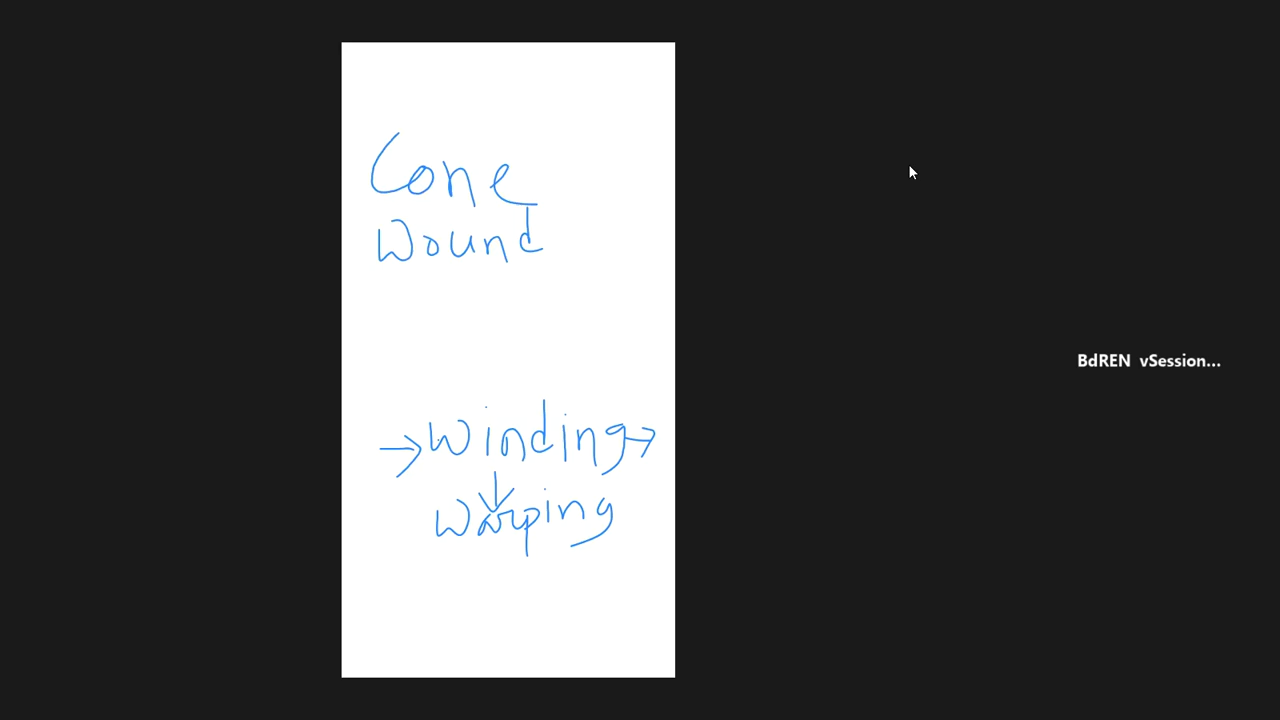 Cone
Wound
BdREN vSession...
→ Winding →
↓
Warping